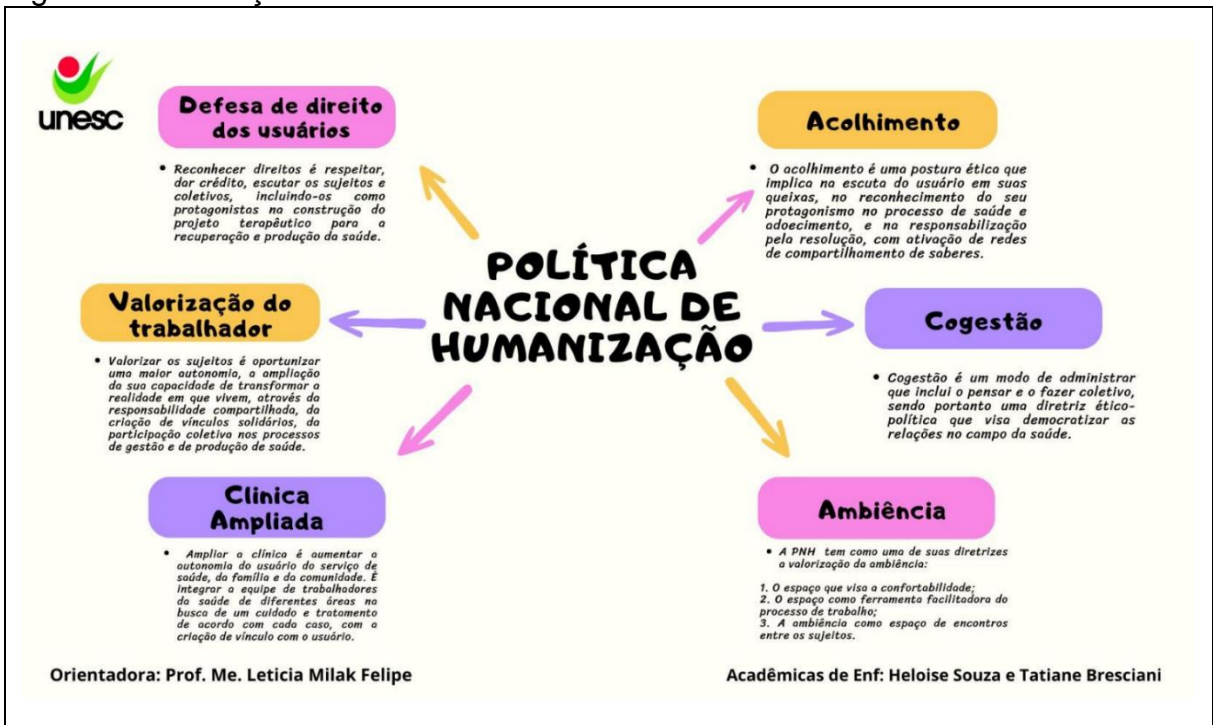 unesc
Defesa de direito
dos usuários
• Reconhecer direitos é respeitar,
dar crédito, escutar os sujeitos e
coletivos, incluindo-os como
protagonistas na construção do
projeto terapêutico para a
recuperação e produção da saúde.
Valorização do
trabalhador
• Valorizar os sujeitos é oportunizar
uma maior autonomia, a ampliação
da sua capacidade de transformar a
realidade em que vivem, através da
responsabilidade compartilhada, da
criação de vínculos solidários, da
participação coletiva nos processos
de gestão e de produção de saúde.
Clinica
Ampliada
• Ampliar a clínica é aumentar a
autonomia do usuário do serviço de
saúde, da família e da comunidade. É
integrar a equipe de trabalhadores
da saúde de diferentes áreas na
busca de um cuidado e tratamento
de acordo com cada caso, com a
criação de vínculo com o usuário.
POLÍTICA
NACIONAL DE
HUMANIZAÇÃO
Acolhimento
• O acolhimento é uma postura ética que
implica na escuta do usuário em suas
queixas, no reconhecimento do seu
protagonismo no processo de saúde e
adoecimento, e na responsabilização
pela resolução, com ativação de redes
de compartilhamento de saberes.
Cogestão
• Cogestão é um modo de administrar
que inclui o pensar e o fazer coletivo,
sendo portanto uma diretriz ético-
política que visa democratizar as
relações no campo da saúde.
Ambiência
• A PNH tem como uma de suas diretrizes
a valorização da ambiência:
1. O espaço que visa a confortabilidade;
2. O espaço como ferramenta facilitadora do
processo de trabalho;
3. A ambiência como espaço de encontros
entre os sujeitos.
Orientadora: Prof. Me. Leticia Milak Felipe
Acadêmicas de Enf: Heloise Souza e Tatiane Bresciani